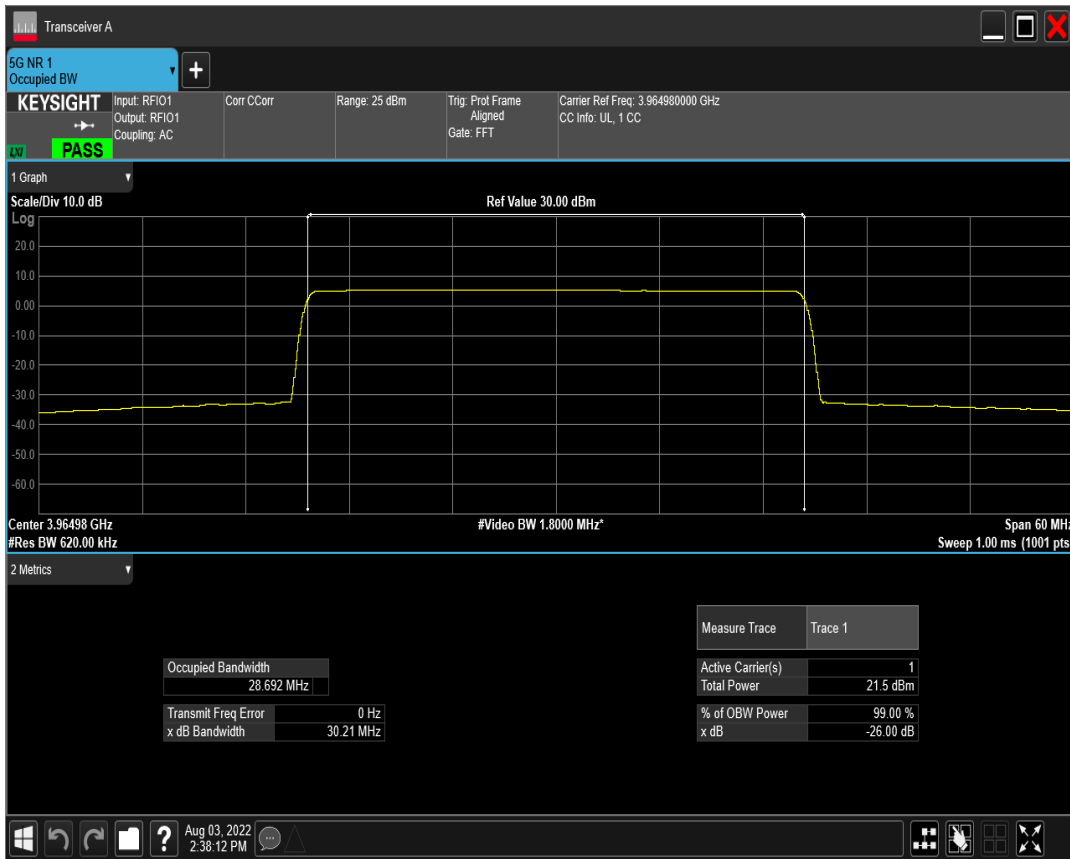 Transceiver A
5G NR 1
Occupied BW
KEYSIGHT
LXI
PASS
Input: RFIO1
Output: RFIO1
Coupling: AC
Corr CCorr
Range: 25 dBm
Trig: Prot Frame
Aligned
Gate: FFT
Carrier Ref Freq: 3.964980000 GHz
CC Info: UL, 1 CC
1 Graph
Scale/Div 10.0 dB
Ref Value 30.00 dBm
Log
20.0
10.0
0.00
-10.0
-20.0
-30.0
-40.0
-50.0
-60.0
Center 3.96498 GHz
#Video BW 1.8000 MHz*
Span 60 MHz
#Res BW 620.00 kHz
Sweep 1.00 ms (1001 pts
2 Metrics
Measure Trace Trace 1
Occupied Bandwidth
28.692 MHz
Active Carrier(s) 1
Total Power 21.5 dBm
Transmit Freq Error 0 Hz
x dB Bandwidth 30.21 MHz
% of OBW Power 99.00 %
x dB -26.00 dB
?
Aug 03, 2022
2:38:12 PM